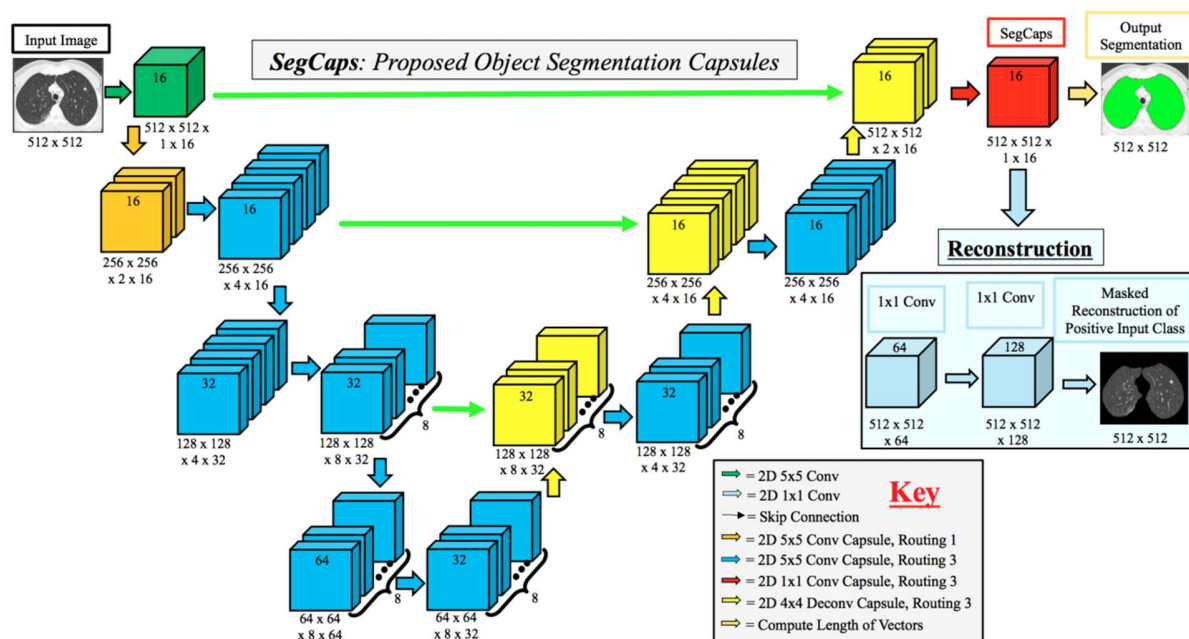 Input Image
512 x 512
16
512 x 512 x
1 x 16
SegCaps: Proposed Object Segmentation Capsules
16
512 x 512
x 2 x 16
SegCaps
16
512 x 512 x
1 x 16
Output
Segmentation
512 x 512
16
256 x 256
x 2 x 16
16
256 x 256
x 4 x 16
16
256 x 256
x 4 x 16
16
256 x 256
x 4 x 16
32
128 x 128
x 4 x 32
32
8
128 x 128
x 8 x 32
32
8
128 x 128
x 8 x 32
32
8
128 x 128
x 4 x 32
64
8
64 x 64
x 8 x 64
32
8
64 x 64
x 8 x 32
Reconstruction
1x1 Conv
64
512 x 512
x 64
1x1 Conv
128
512 x 512
x 128
Masked
Reconstruction of
Positive Input Class
512 x 512
Key
= 2D 5x5 Conv
= 2D 1x1 Conv
= Skip Connection
= 2D 5x5 Conv Capsule, Routing 1
= 2D 5x5 Conv Capsule, Routing 3
= 2D 1x1 Conv Capsule, Routing 3
= 2D 4x4 Deconv Capsule, Routing 3
= Compute Length of Vectors